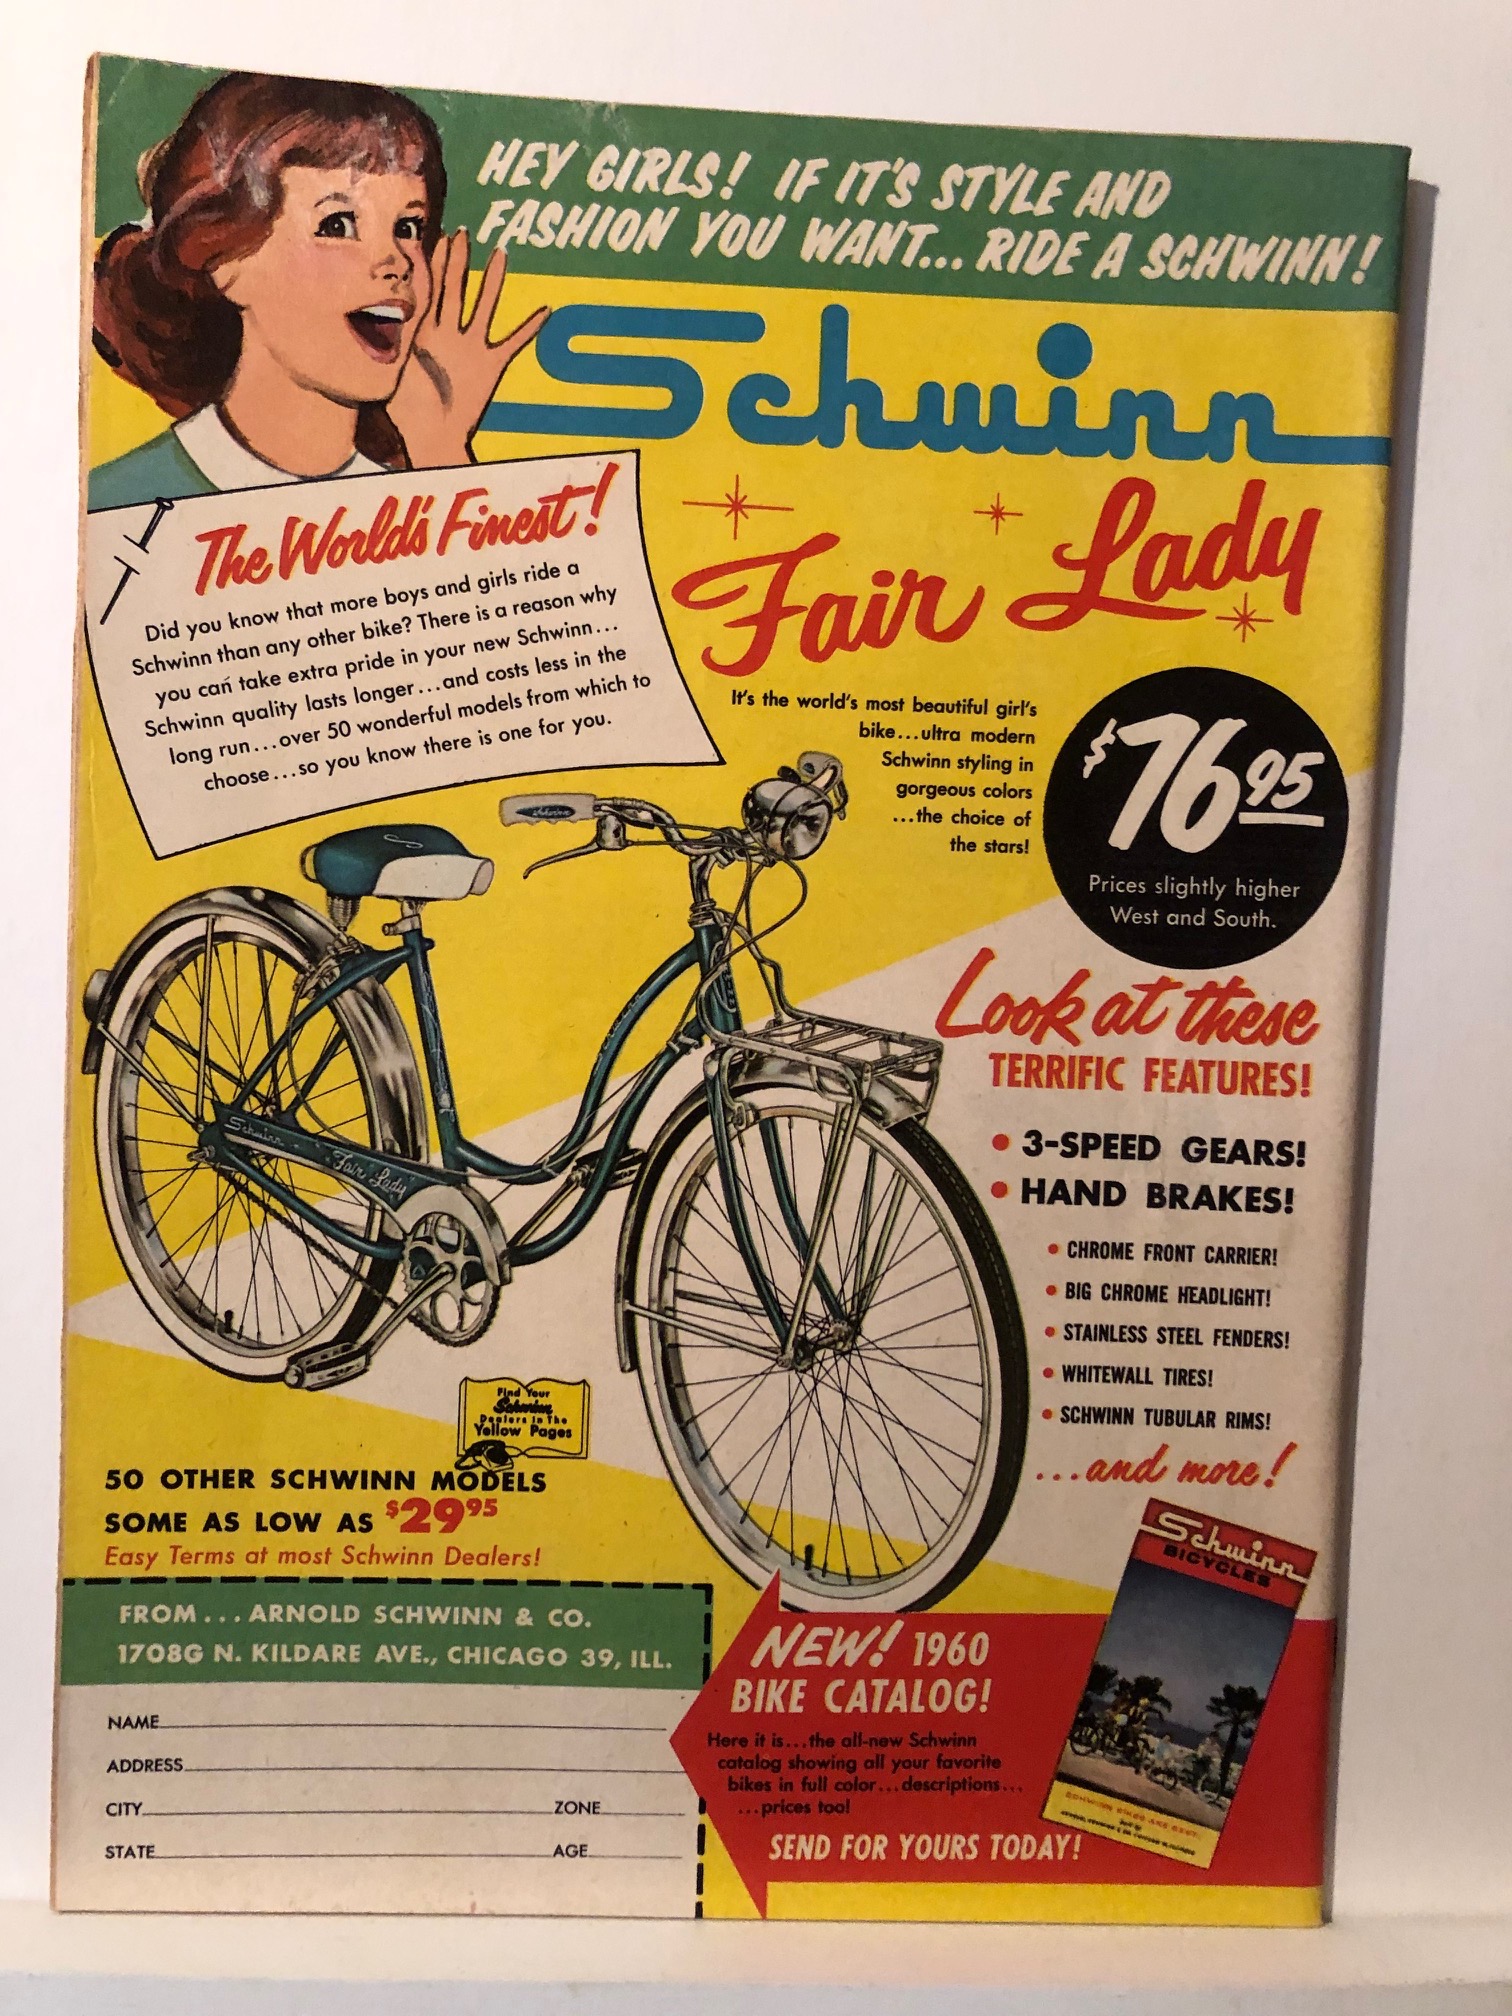 HEY GIRLS! IF IT'S STYLE AND
FASHION YOU WANT... RIDE A SCHWINN!
Schwinn
Fair Lady
The World's Finest!
Did you know that more boys and girls ride a
Schwinn than any other bike? There is a reason why
you can take extra pride in your new Schwinn...
Schwinn quality lasts longer...and costs less in the
long run...over 50 wonderful models from which to
choose...so you know there is one for you.
It's the world's most beautiful girl's
bike...ultra modern
Schwinn styling in
gorgeous colors
...the choice of
the stars!
$76.95
Prices slightly higher
West and South.
Schwinn
S
Schwinn
Fair Lady
Look at these
TERRIFIC FEATURES!
• 3-SPEED GEARS!
• HAND BRAKES!
• CHROME FRONT CARRIER!
• BIG CHROME HEADLIGHT!
• STAINLESS STEEL FENDERS!
• WHITEWALL TIRES!
• SCHWINN TUBULAR RIMS!
...and more!
Find Your
Schwinn
Dealers In The
Yellow Pages
50 OTHER SCHWINN MODELS
SOME AS LOW AS $29.95
Easy Terms at most Schwinn Dealers!
FROM... ARNOLD SCHWINN & CO.
1708G N. KILDARE AVE., CHICAGO 39, ILL.
NAME
ADDRESS
CITY ZONE
STATE AGE
NEW! 1960
BIKE CATALOG!
Here it is...the all-new Schwinn
catalog showing all your favorite
bikes in full color...descriptions...
...prices too!
SEND FOR YOURS TODAY!
Schwinn
BICYCLES
SCHWINN BIKES ARE BEST